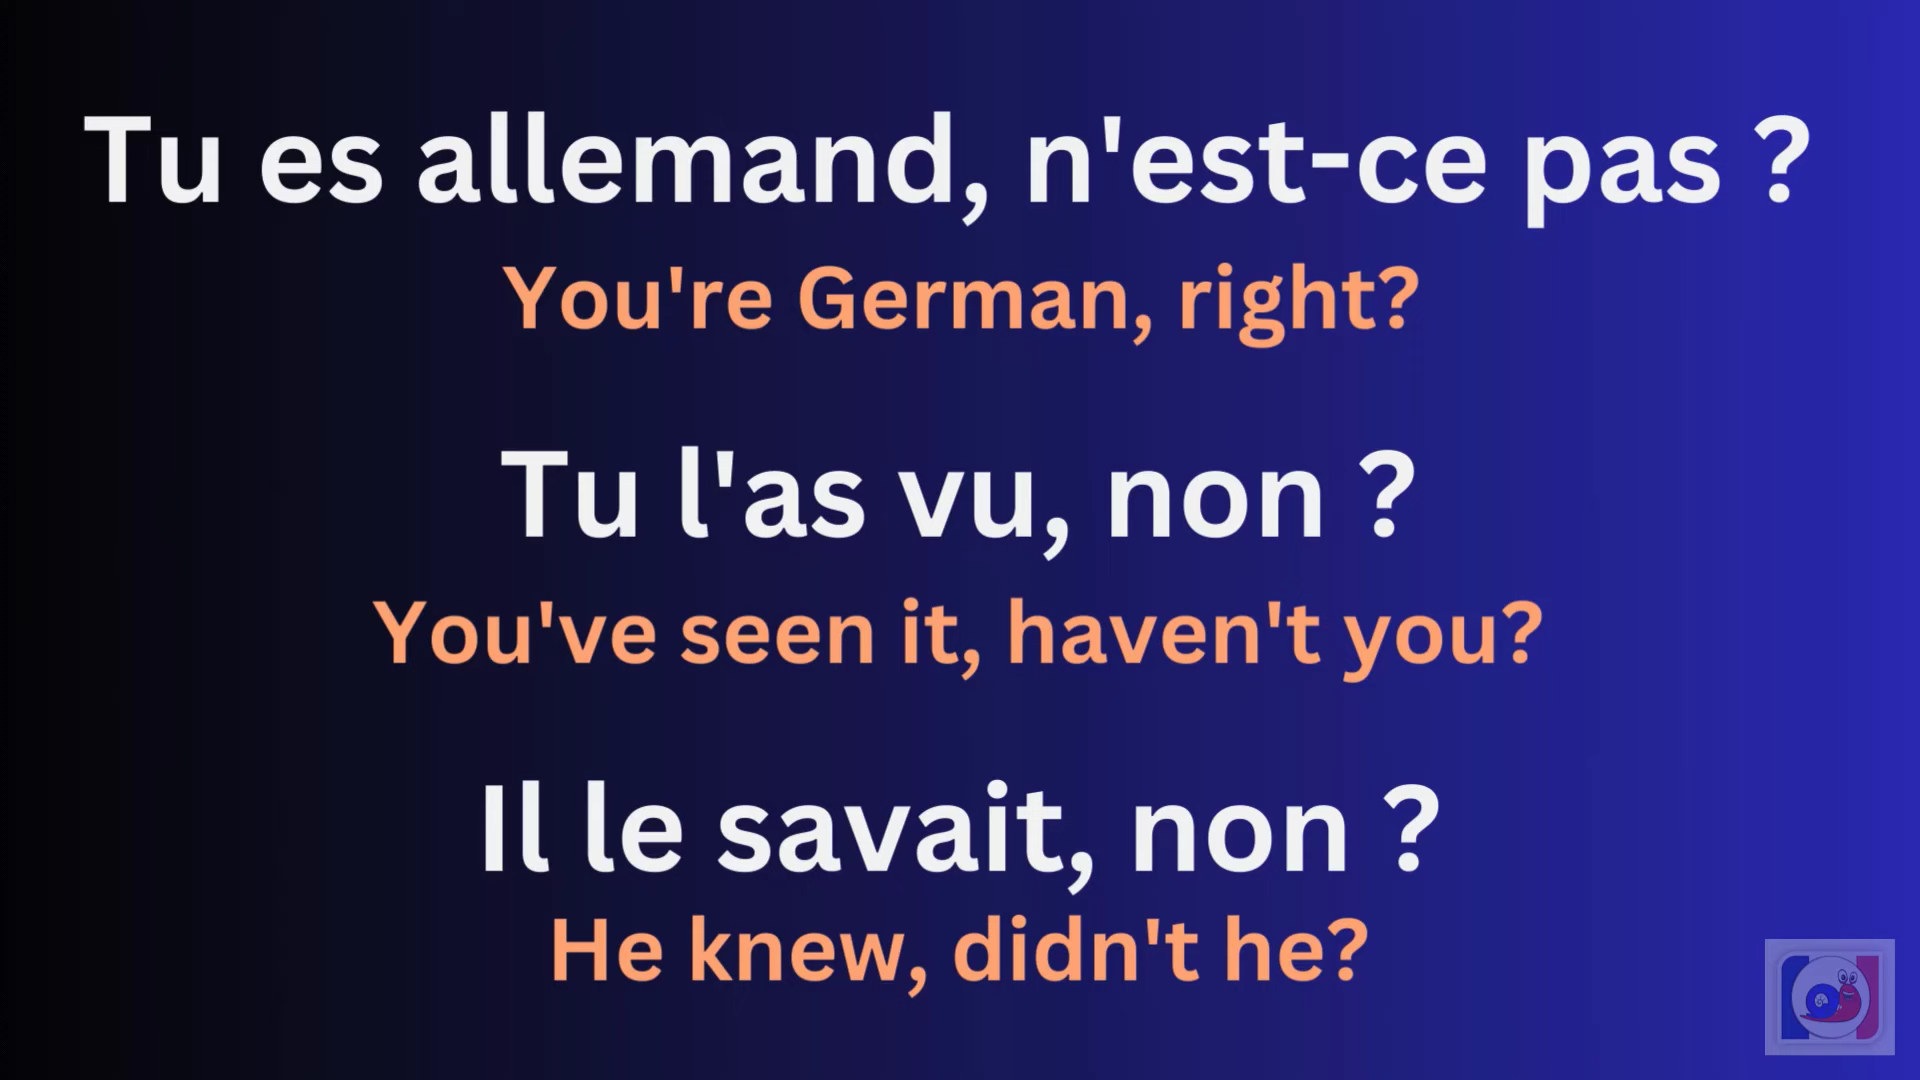 Tu es allemand, n'est-ce pas ?
You're German, right?
Tu l'as vu, non ?
You've seen it, haven't you?
Il le savait, non ?
He knew, didn't he?